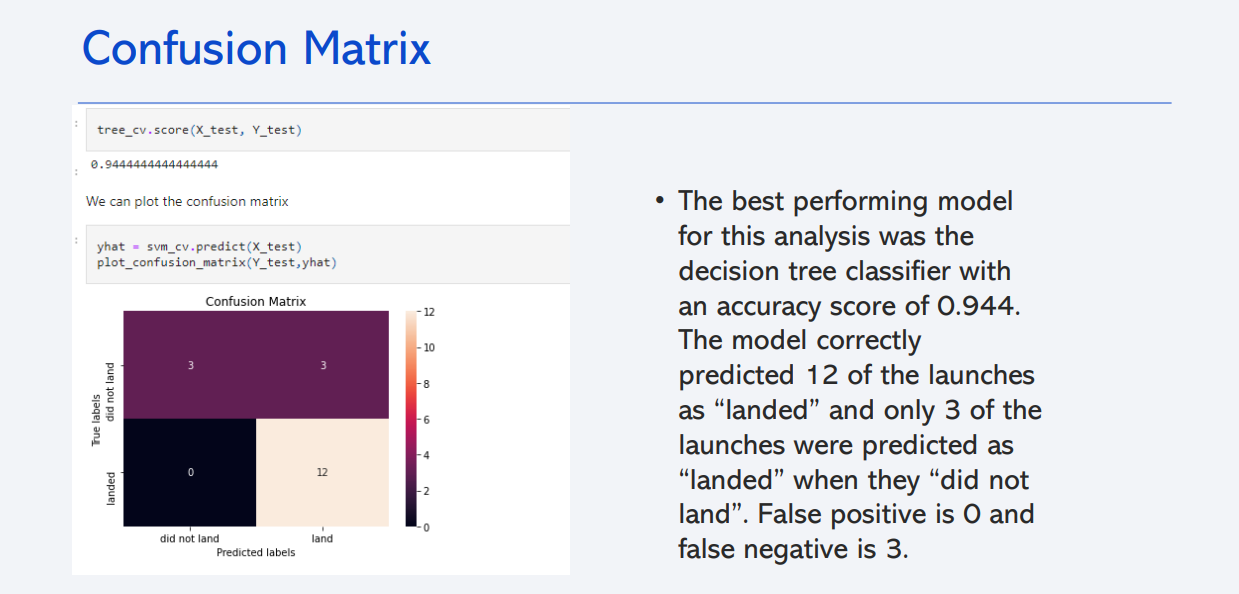 Confusion Matrix
: tree_cv.score(X_test, Y_test)
: 0.9444444444444444
We can plot the confusion matrix
: yhat = svm_cv.predict(X_test)
plot_confusion_matrix(Y_test,yhat)
Confusion Matrix
3 3
0 12
True labels
did not land
landed
did not land land
Predicted labels
12
10
8
6
4
2
0
• The best performing model
for this analysis was the
decision tree classifier with
an accuracy score of 0.944.
The model correctly
predicted 12 of the launches
as “landed” and only 3 of the
launches were predicted as
“landed” when they “did not
land”. False positive is 0 and
false negative is 3.